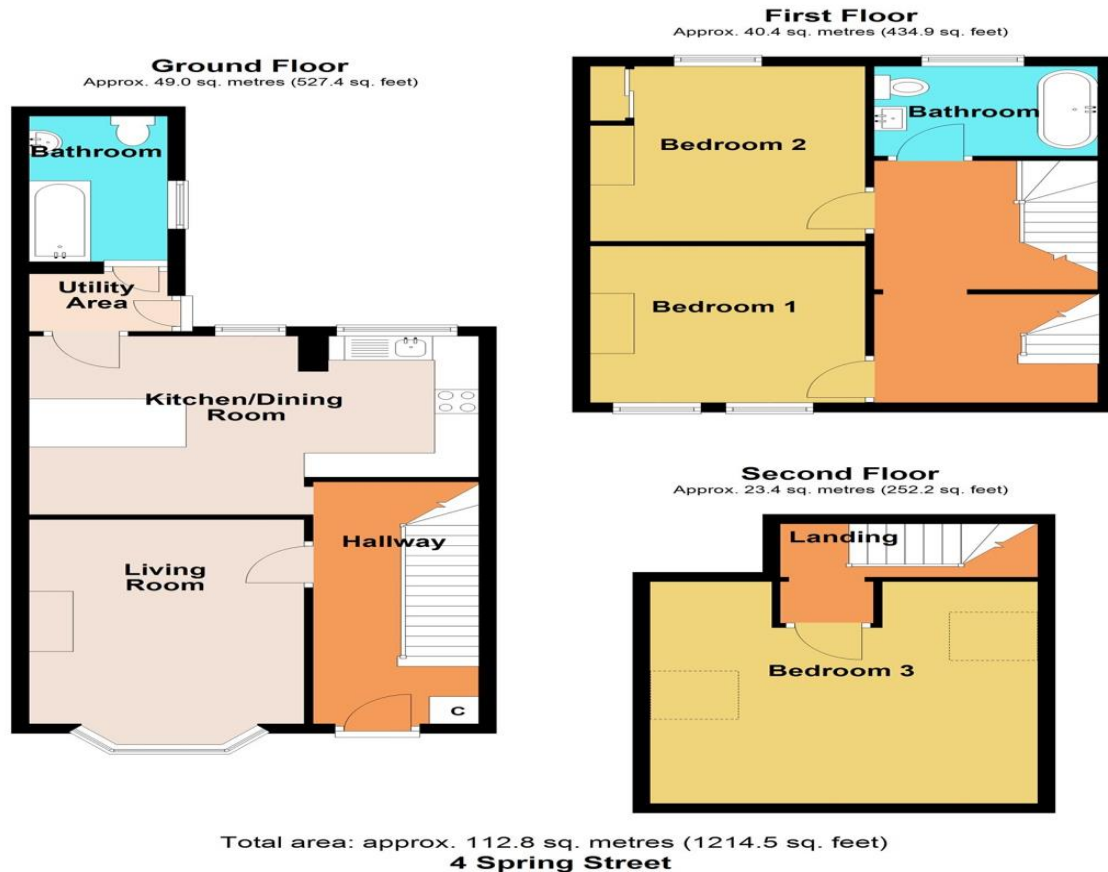 Ground Floor
Approx. 49.0 sq. metres (527.4 sq. feet)
Bathroom
Utility
Area
Kitchen/Dining
Room
Living
Room
Hallway
C
First Floor
Approx. 40.4 sq. metres (434.9 sq. feet)
Bedroom 2
Bathroom
Bedroom 1
Second Floor
Approx. 23.4 sq. metres (252.2 sq. feet)
Landing
Bedroom 3
Total area: approx. 112.8 sq. metres (1214.5 sq. feet)
4 Spring Street